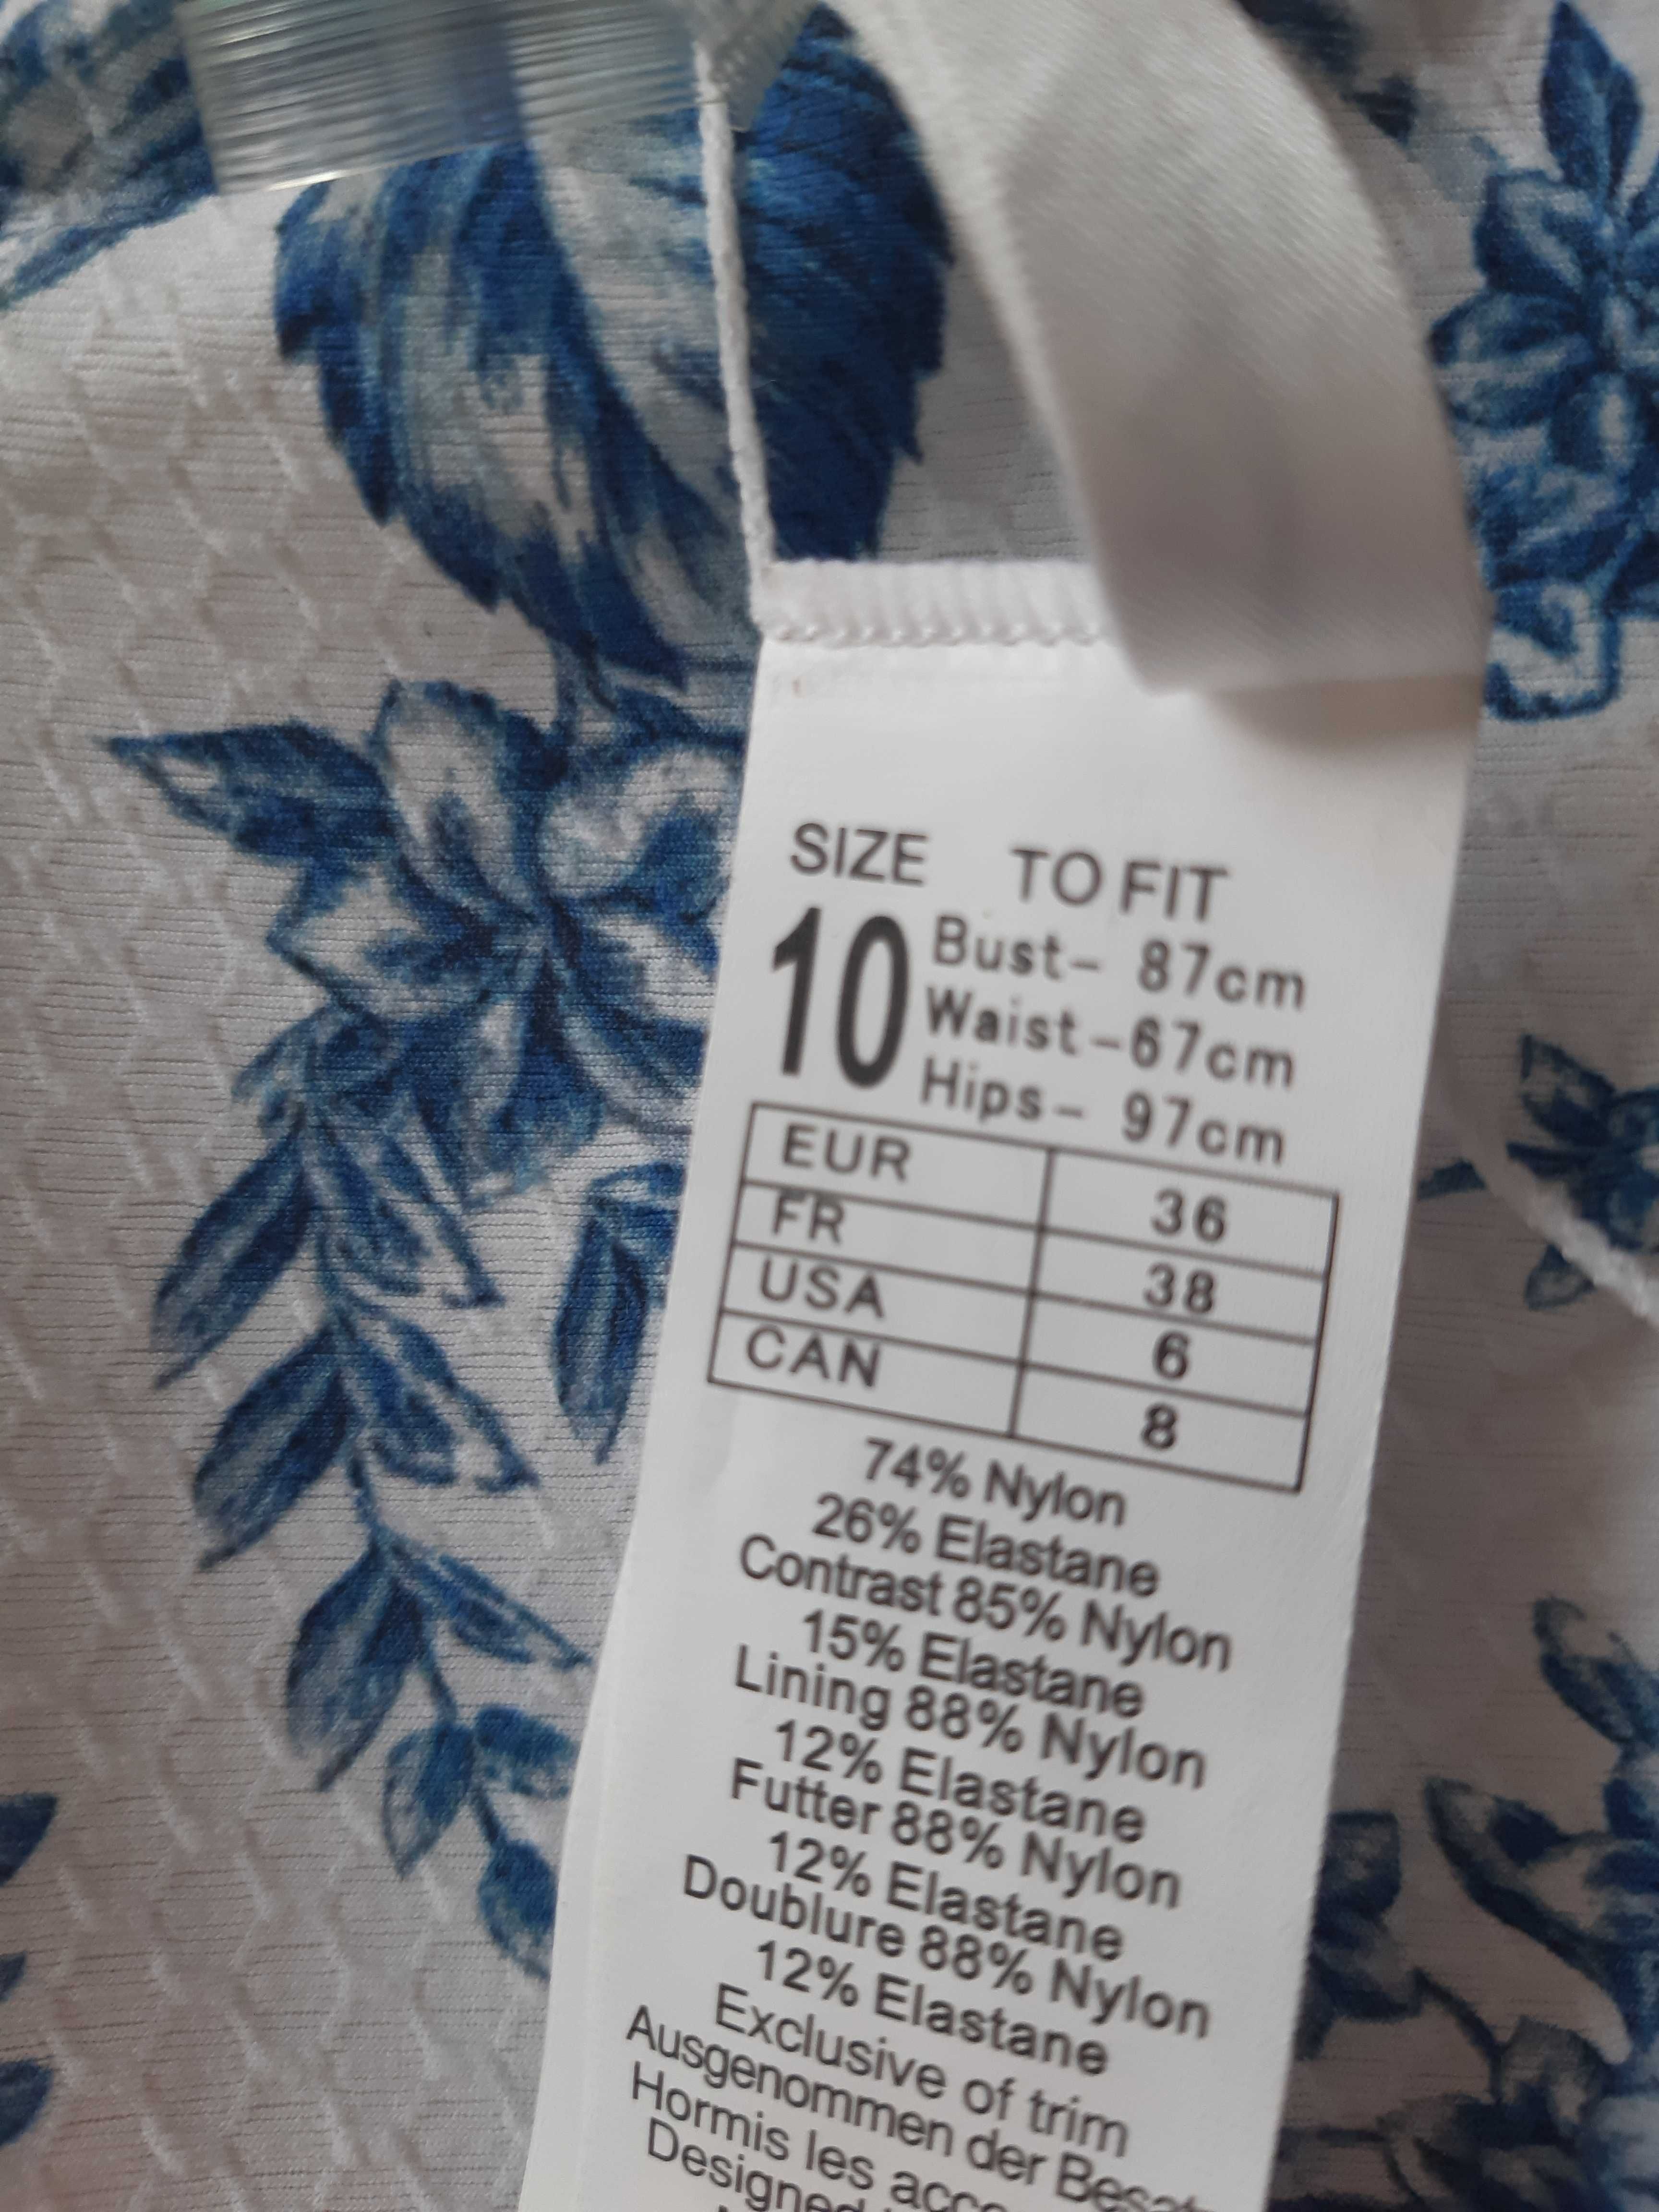 SIZE TO FIT
10 Bust- 87cm
Waist-67cm
Hips- 97cm
EUR 36
FR 38
USA 6
CAN 8
74% Nylon
26% Elastane
Contrast 85% Nylon
15% Elastane
Lining 88% Nylon
12% Elastane
Futter 88% Nylon
12% Elastane
Doublure 88% Nylon
12% Elastane
Exclusive of trim
Ausgenommen der
Hormis les
Designed